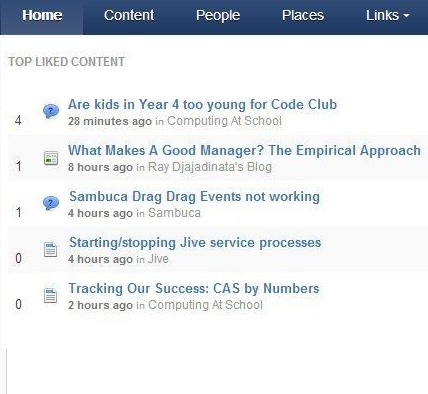 Home Content People Places Links
TOP LIKED CONTENT
Are kids in Year 4 too young for Code Club
4 28 minutes ago in Computing At School
What Makes A Good Manager? The Empirical Approach
1 8 hours ago in Ray Djajadinata's Blog
Sambuca Drag Drag Events not working
1 4 hours ago in Sambuca
Starting/stopping Jive service processes
0 4 hours ago in Jive
Tracking Our Success: CAS by Numbers
0 2 hours ago in Computing At School